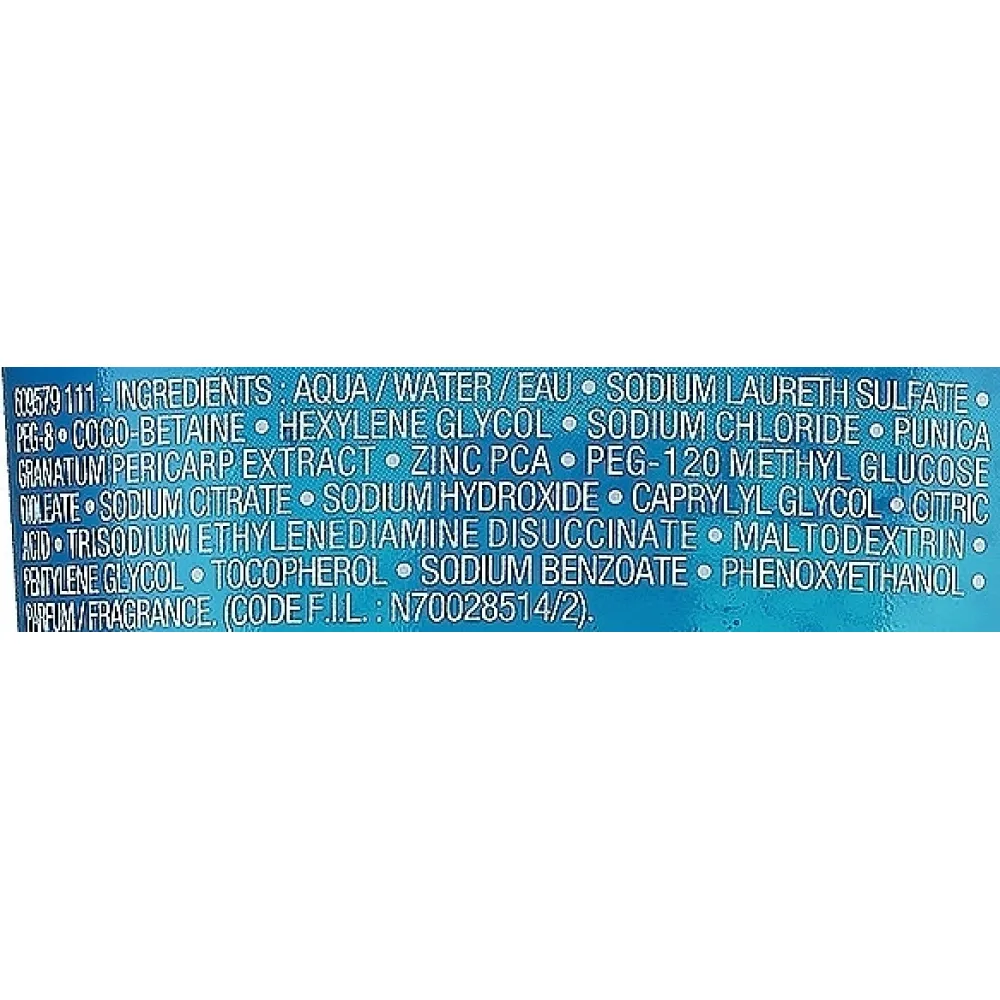 609579 111 - INGREDIENTS : AQUA / WATER / EAU • SODIUM LAURETH SULFATE •
PEG-8 • COCO-BETAINE • HEXYLENE GLYCOL • SODIUM CHLORIDE • PUNICA
GRANATUM PERICARP EXTRACT • ZINC PCA • PEG-120 METHYL GLUCOSE
DIOLEATE • SODIUM CITRATE • SODIUM HYDROXIDE • CAPRYLYL GLYCOL • CITRIC
ACID • TRISODIUM ETHYLENEDIAMINE DISUCCINATE • MALTODEXTRIN •
PENTYLENE GLYCOL • TOCOPHEROL • SODIUM BENZOATE • PHENOXYETHANOL •
PARFUM / FRAGRANCE. (CODE F.I.L. : N70028514/2).